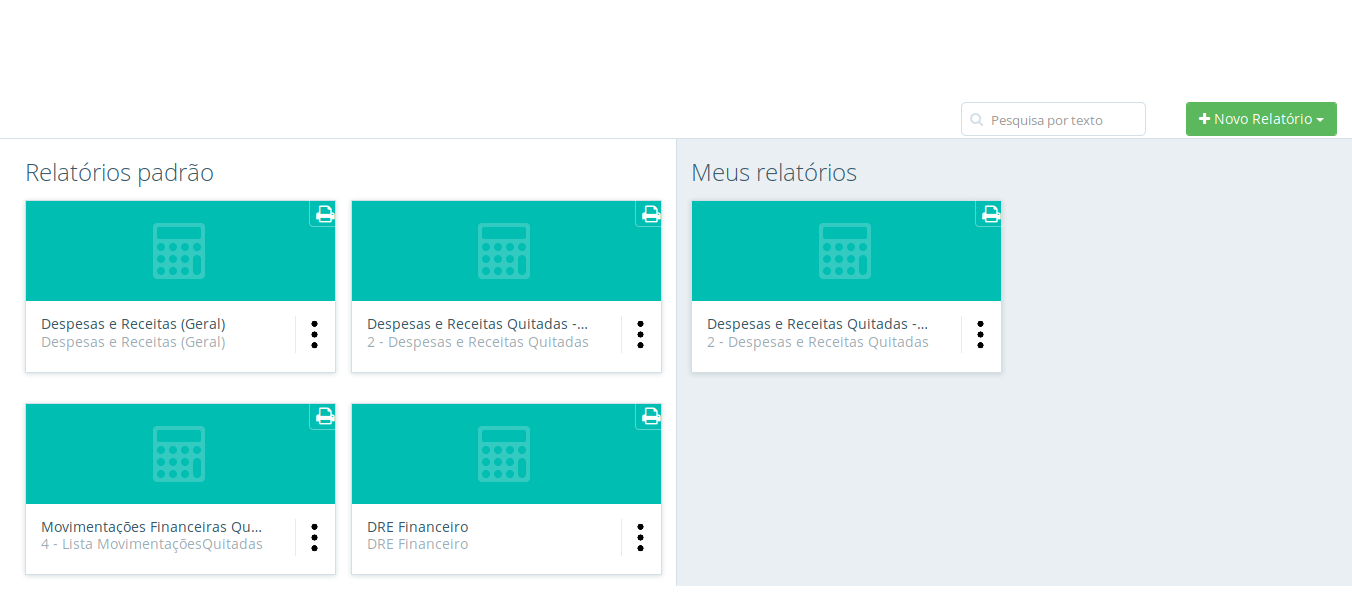 Pesquisa por texto
Novo Relatório
Relatórios padrão
Despesas e Receitas (Geral)
Despesas e Receitas (Geral)
Despesas e Receitas Quitadas -...
2 - Despesas e Receitas Quitadas
Movimentações Financeiras Qu...
4 - Lista MovimentaçõesQuitadas
DRE Financeiro
DRE Financeiro
Meus relatórios
Despesas e Receitas Quitadas -...
2 - Despesas e Receitas Quitadas